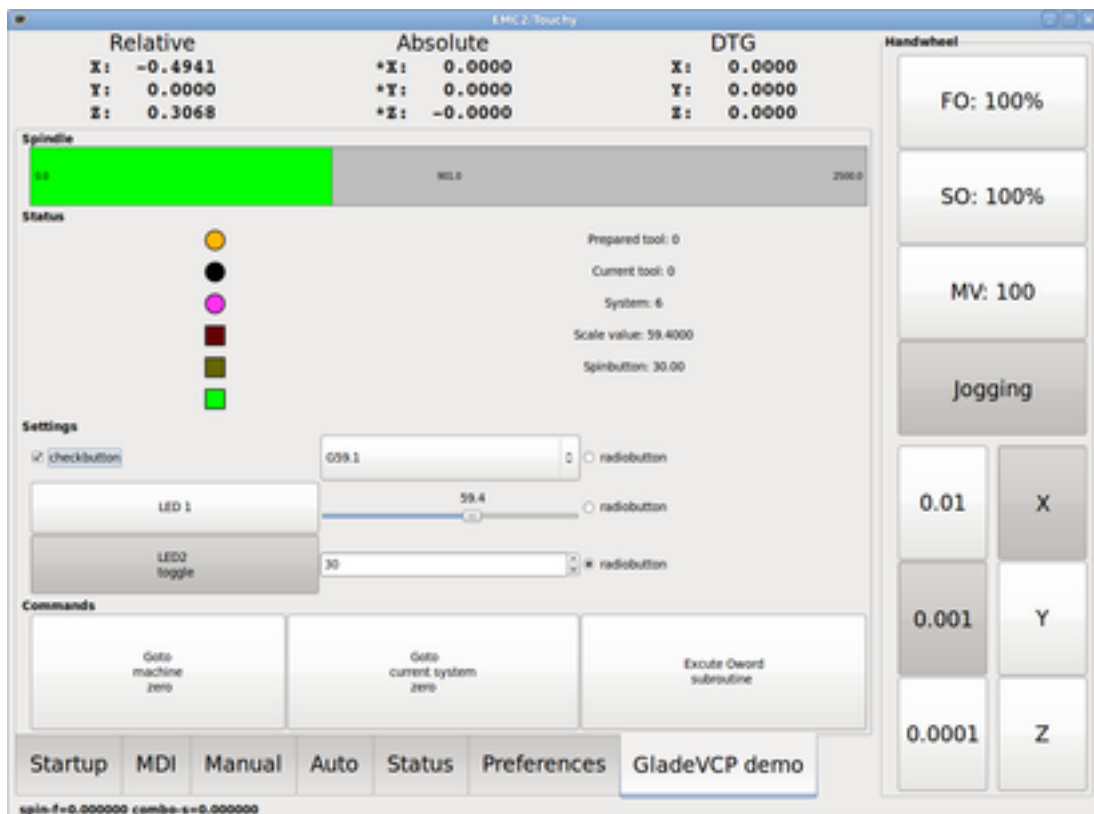 EMC2/Touchy
Relative Absolute DTG
X: -0.4941 *X: 0.0000 X: 0.0000
Y: 0.0000 *Y: 0.0000 Y: 0.0000
Z: 0.3068 *Z: -0.0000 Z: 0.0000
Spindle
0.0 901.0 2500.0
Status
Prepared tool: 0
Current tool: 0
System: 6
Scale value: 59.4000
Spinbutton: 30.00
Settings
checkbutton G59.1 radiobutton
LED 1 59.4 radiobutton
LED2
toggle
30 radiobutton
Commands
Goto
machine
zero
Goto
current system
zero
Excute Oword
subroutine
Startup MDI Manual Auto Status Preferences GladeVCP demo
spin-f=0.000000 combo-s=0.000000
Handwheel
FO: 100%
SO: 100%
MV: 100
Jogging
0.01 X
0.001 Y
0.0001 Z